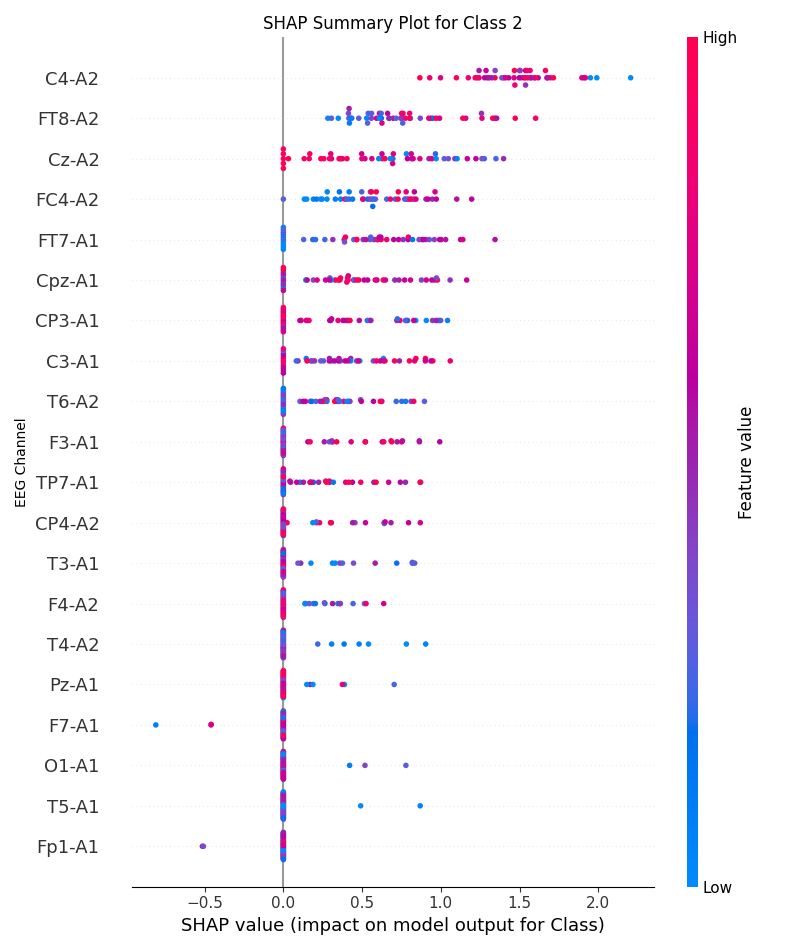 SHAP Summary Plot for Class 2
High
C4-A2
FT8-A2
Cz-A2
FC4-A2
FT7-A1
Cpz-A1
CP3-A1
C3-A1
T6-A2
F3-A1
TP7-A1
CP4-A2
T3-A1
F4-A2
T4-A2
Pz-A1
F7-A1
O1-A1
T5-A1
Fp1-A1
EEG Channel
Feature value
Low
−0.5 0.0 0.5 1.0 1.5 2.0
SHAP value (impact on model output for Class)